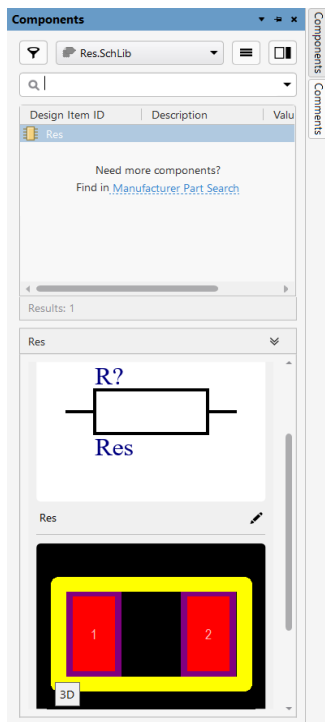 Components
Res.SchLib
Design Item ID
Description
Valu
Res
Need more components?
Find in Manufacturer Part Search
Results: 1
Res
R?
Res
Res
1
2
3D
Components
Comments